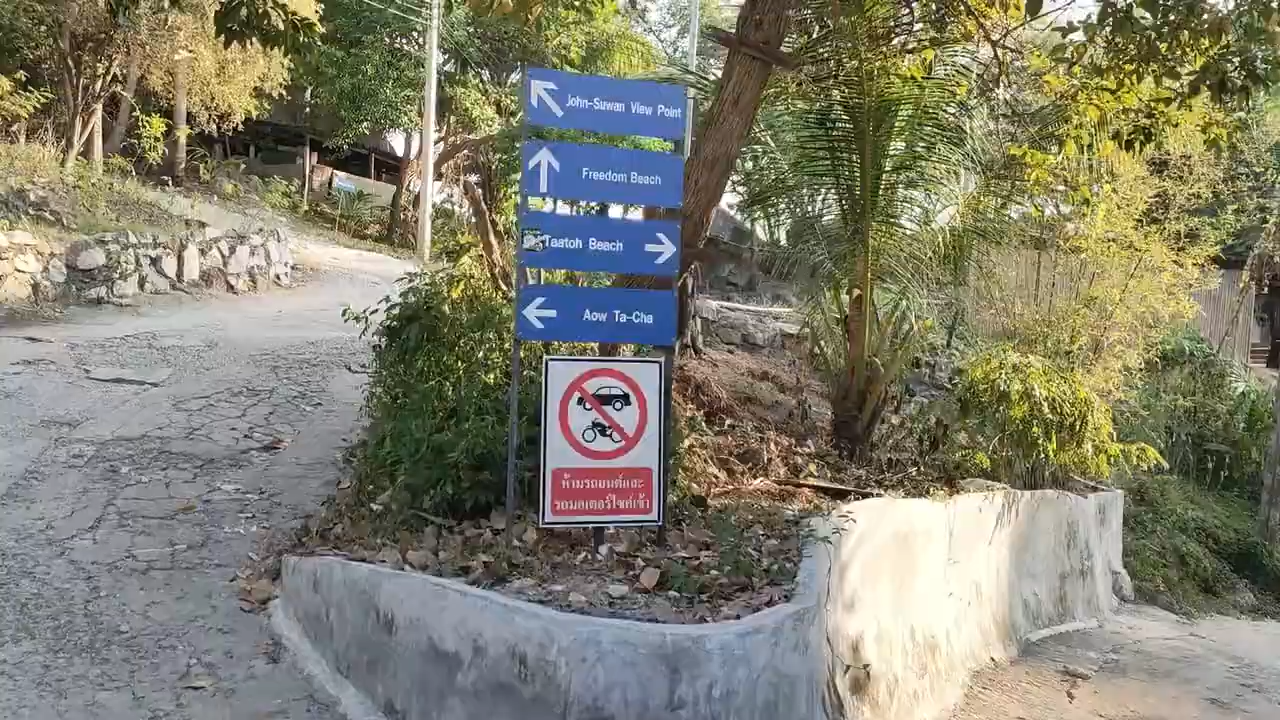 John-Suwan View Point
Freedom Beach
Taatoh Beach
Aow Ta-Cha
ห้ามรถยนต์และ
รถมอเตอร์ไซค์เข้า